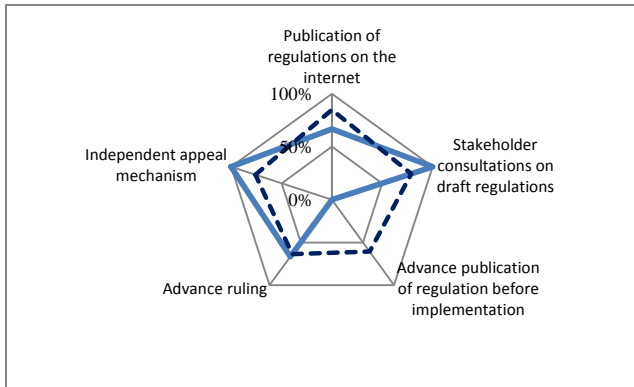 Publication of
regulations on the
internet
100%
50%
0%
Stakeholder
consultations on
draft regulations
Advance publication
of regulation before
implementation
Advance ruling
Independent appeal
mechanism